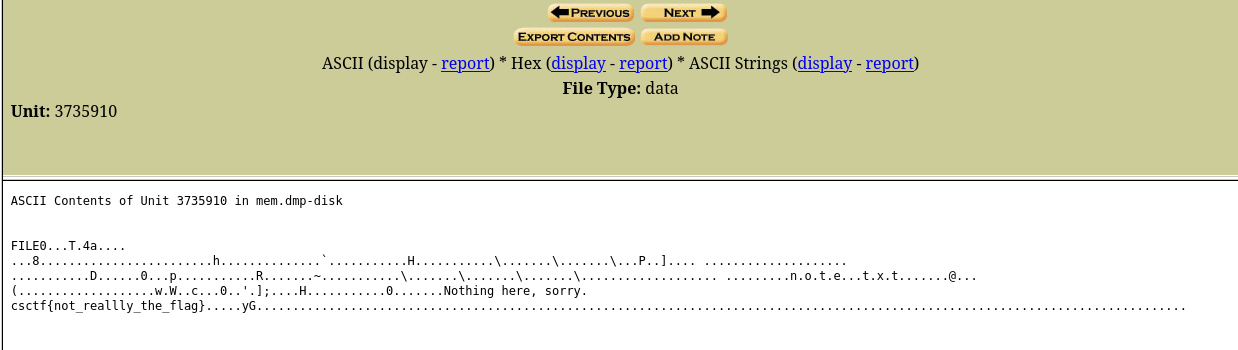 PREVIOUS NEXT
EXPORT CONTENTS ADD NOTE
ASCII (display - report) * Hex (display - report) * ASCII Strings (display - report)
File Type: data
Unit: 3735910
ASCII Contents of Unit 3735910 in mem.dmp-disk
FILE0...T.4a....
...8........................h..............`...........H...........\.......\.......\...P..].... ....................
...........D......0...p...........R.......~...........\.......\.......\.......\................... .........n.o.t.e...t.x.t.......@...
(...................w.W..c...0..'.];....H...........0.......Nothing here, sorry.
csctf{not_reallly_the_flag}.....yG.................................................................................................................................